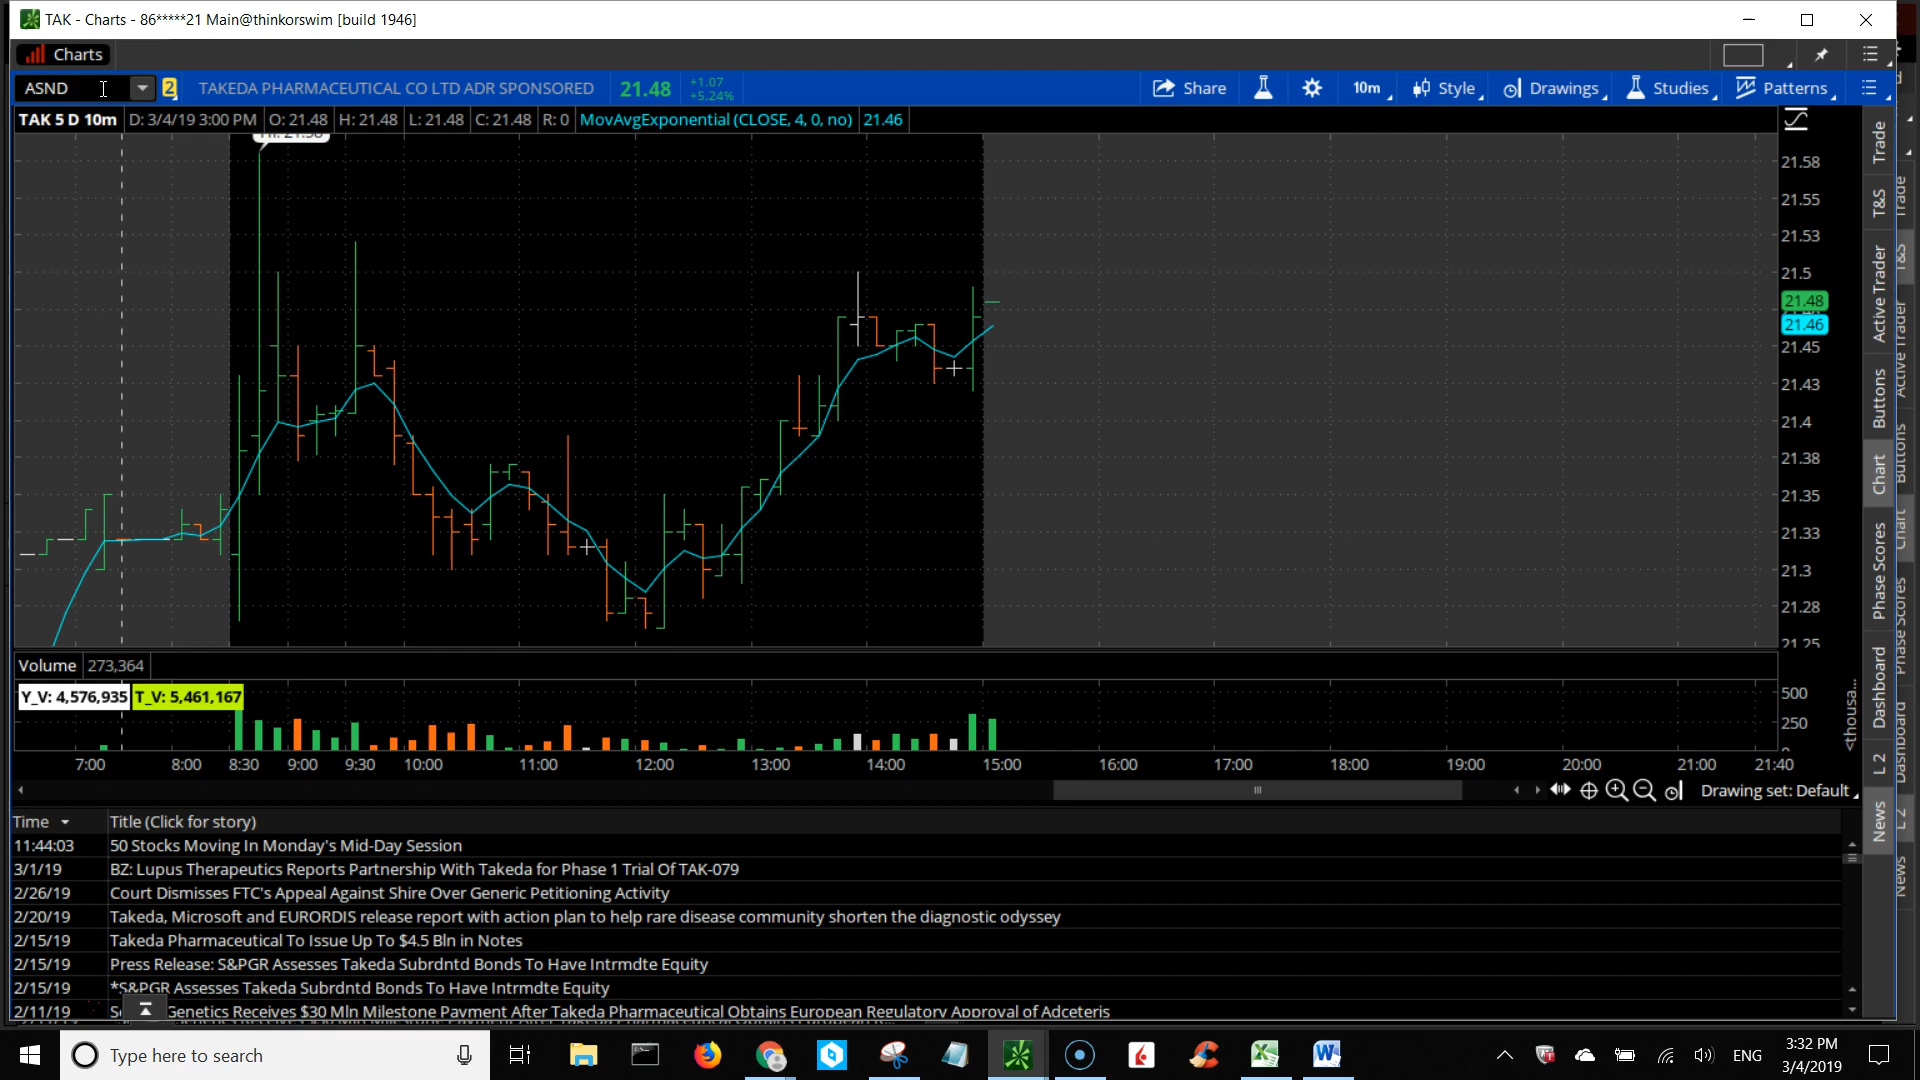 TAK - Charts - 86*****21 Main@thinkorswim [build 1946]
Charts
ASND 2 TAKEDA PHARMACEUTICAL CO LTD ADR SPONSORED 21.48 +1.07 +5.24% Share 10m Style Drawings Studies Patterns
TAK 5 D 10m D: 3/4/19 3:00 PM O: 21.48 H: 21.48 L: 21.48 C: 21.48 R: 0 MovAvgExponential (CLOSE, 4, 0, no) 21.46
21.58
21.55
21.53
21.5
21.48
21.46
21.45
21.43
21.4
21.38
21.35
21.33
21.3
21.28
21.25
Volume 273,364
Y_V: 4,576,935 T_V: 5,461,167
500
250
<thousa...
7:00 8:00 8:30 9:00 9:30 10:00 11:00 12:00 13:00 14:00 15:00 16:00 17:00 18:00 19:00 20:00 21:00 21:40
Drawing set: Default
Trade
T&S
Active Trader
Buttons
Chart
Phase Scores
Dashboard
L 2
News
Trade
T&S
Active Trader
Buttons
Chart
Phase Scores
Dashboard
L 2
News
Time Title (Click for story)
11:44:03 50 Stocks Moving In Monday's Mid-Day Session
3/1/19 BZ: Lupus Therapeutics Reports Partnership With Takeda for Phase 1 Trial Of TAK-079
2/26/19 Court Dismisses FTC's Appeal Against Shire Over Generic Petitioning Activity
2/20/19 Takeda, Microsoft and EURORDIS release report with action plan to help rare disease community shorten the diagnostic odyssey
2/15/19 Takeda Pharmaceutical To Issue Up To $4.5 Bln in Notes
2/15/19 Press Release: S&PGR Assesses Takeda Subrdntd Bonds To Have Intrmdte Equity
2/15/19 *S&PGR Assesses Takeda Subrdntd Bonds To Have Intrmdte Equity
2/11/19 Genetics Receives $30 Mln Milestone Payment After Takeda Pharmaceutical Obtains European Regulatory Approval of Adceteris
Type here to search
ENG
3:32 PM
3/4/2019